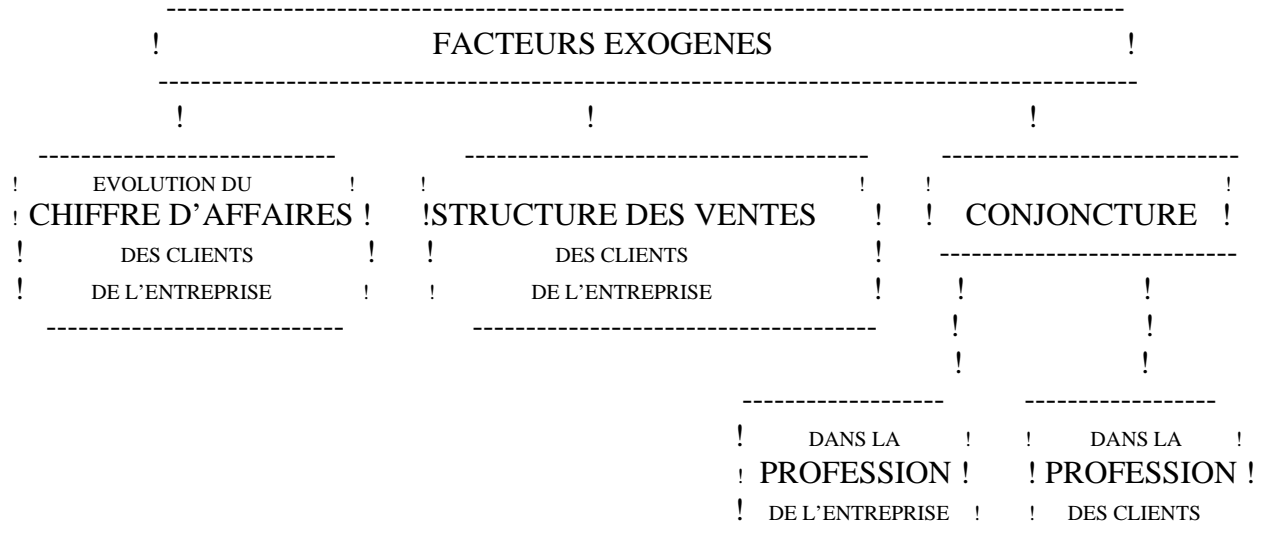 FACTEURS EXOGENES
EVOLUTION DU
CHIFFRE D’AFFAIRES
DES CLIENTS
DE L’ENTREPRISE
STRUCTURE DES VENTES
DES CLIENTS
DE L’ENTREPRISE
CONJONCTURE
DANS LA
PROFESSION
DE L’ENTREPRISE
DANS LA
PROFESSION
DES CLIENTS